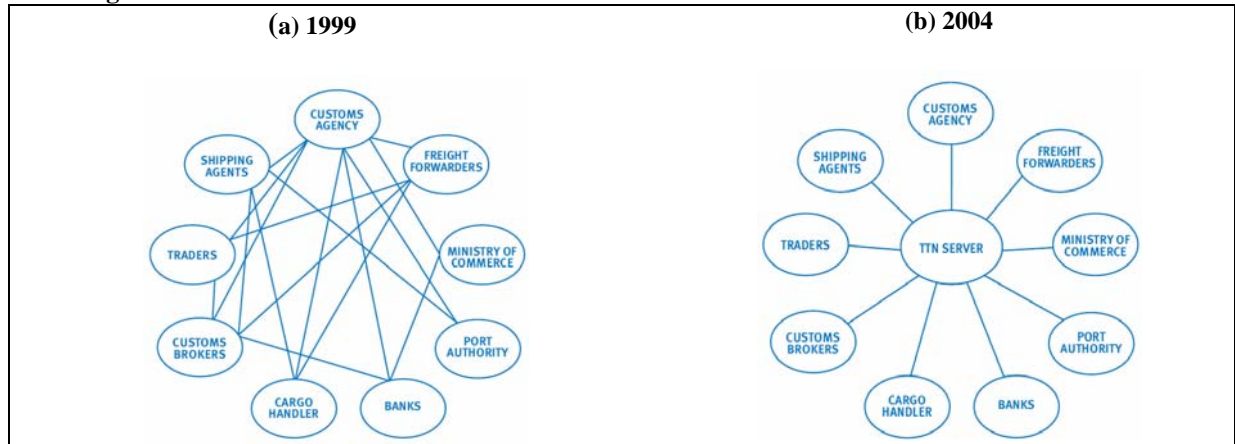 (a) 1999
(b) 2004
CUSTOMS
AGENCY
SHIPPING
AGENTS
FREIGHT
FORWARDERS
TRADERS
MINISTRY OF
COMMERCE
CUSTOMS
BROKERS
PORT
AUTHORITY
CARGO
HANDLER
BANKS
CUSTOMS
AGENCY
SHIPPING
AGENTS
FREIGHT
FORWARDERS
TRADERS
TTN SERVER
MINISTRY OF
COMMERCE
CUSTOMS
BROKERS
PORT
AUTHORITY
CARGO
HANDLER
BANKS